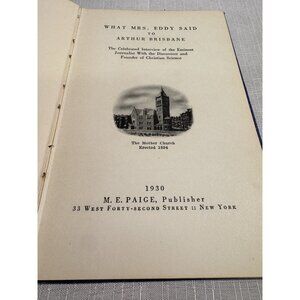 WHAT MRS. EDDY SAID
TO
ARTHUR BRISBANE
The Celebrated Interview of the Eminent
Journalist With the Discoverer and
Founder of Christian Science
The Mother Church
Erected 1894
1930
M. E. PAIGE, Publisher
33 WEST FORTY-SECOND STREET :: NEW YORK